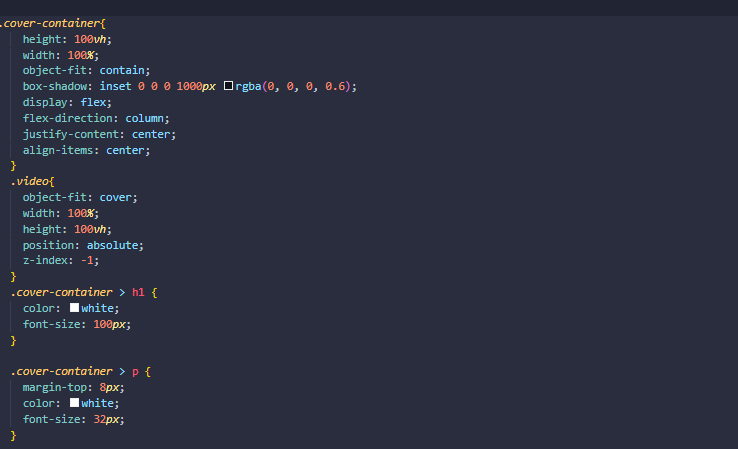 .cover-container{
height: 100vh;
width: 100%;
object-fit: contain;
box-shadow: inset 0 0 0 1000px rgba(0, 0, 0, 0.6);
display: flex;
flex-direction: column;
justify-content: center;
align-items: center;
}
.video{
object-fit: cover;
width: 100%;
height: 100vh;
position: absolute;
z-index: -1;
}
.cover-container > h1 {
color: white;
font-size: 100px;
}
.cover-container > p {
margin-top: 8px;
color: white;
font-size: 32px;
}